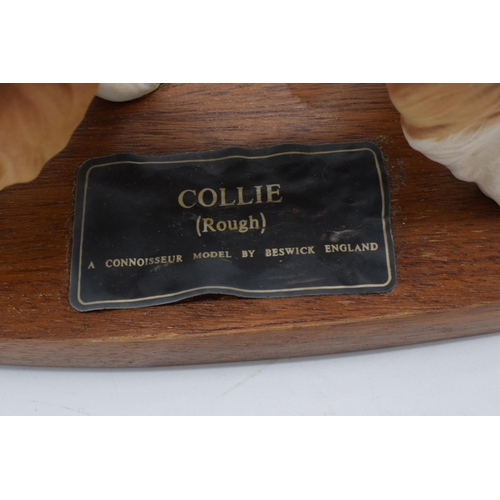 COLLIE
(Rough)
A CONNOISSEUR MODEL BY BESWICK ENGLAND